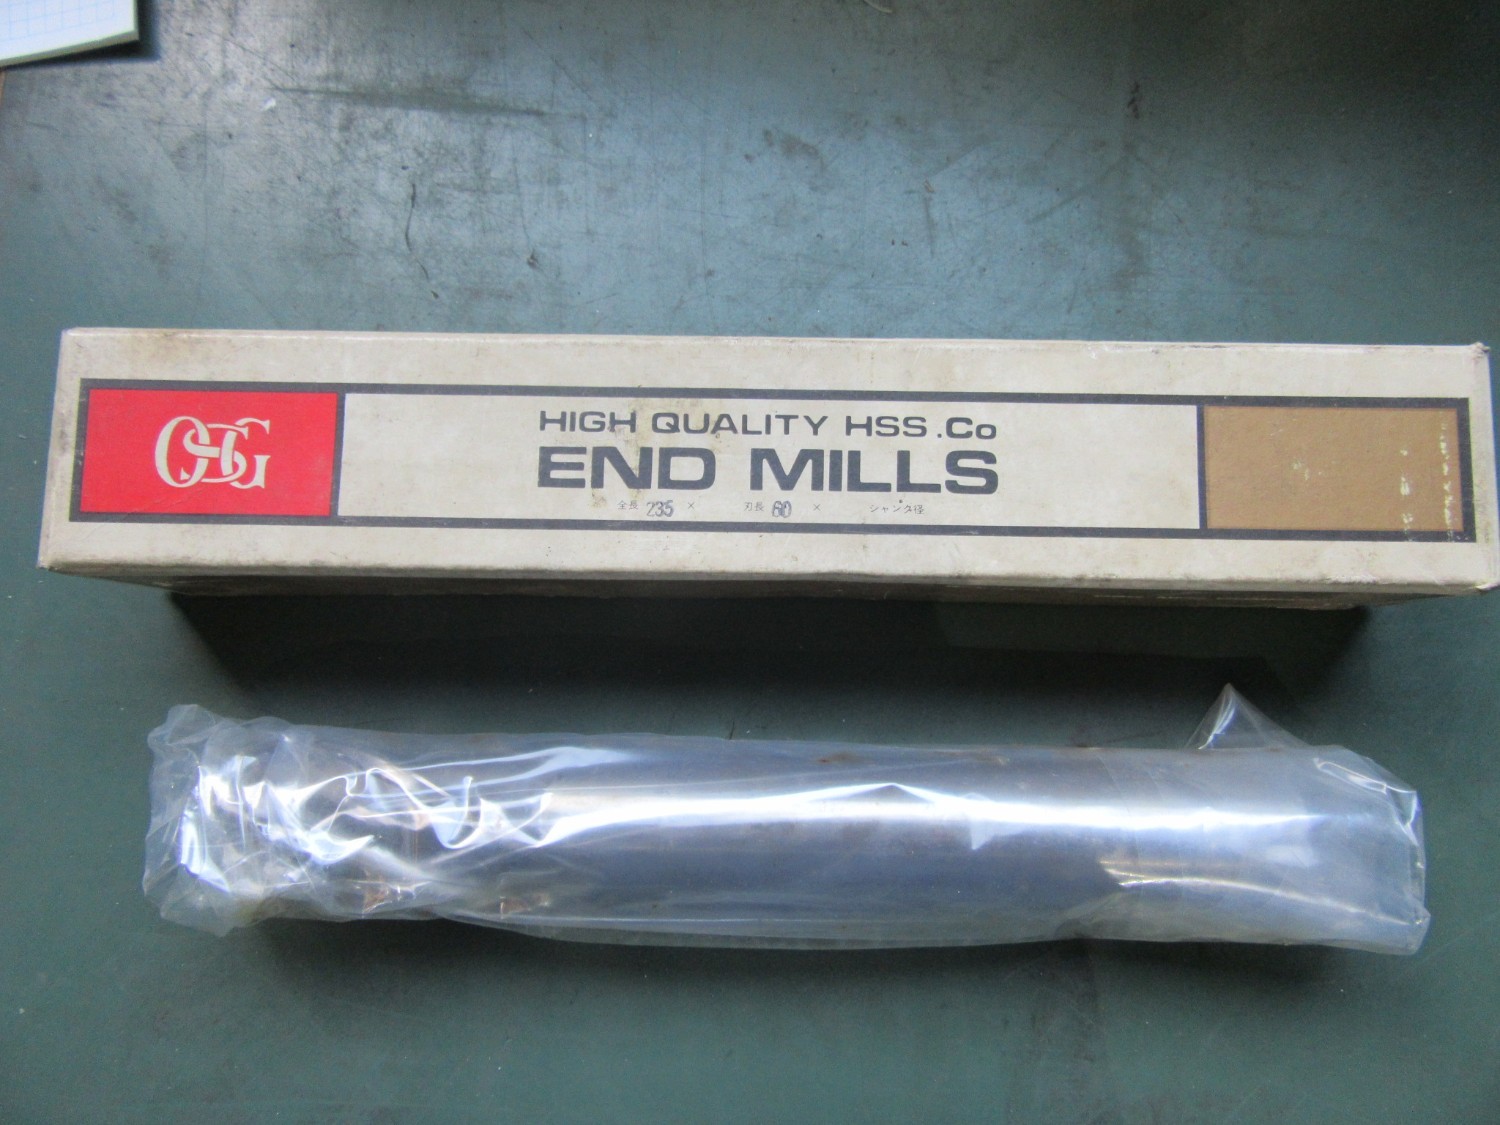 OSG
HIGH QUALITY HSS.Co
END MILLS
全長 235 × 刃長 60 × シャンク径